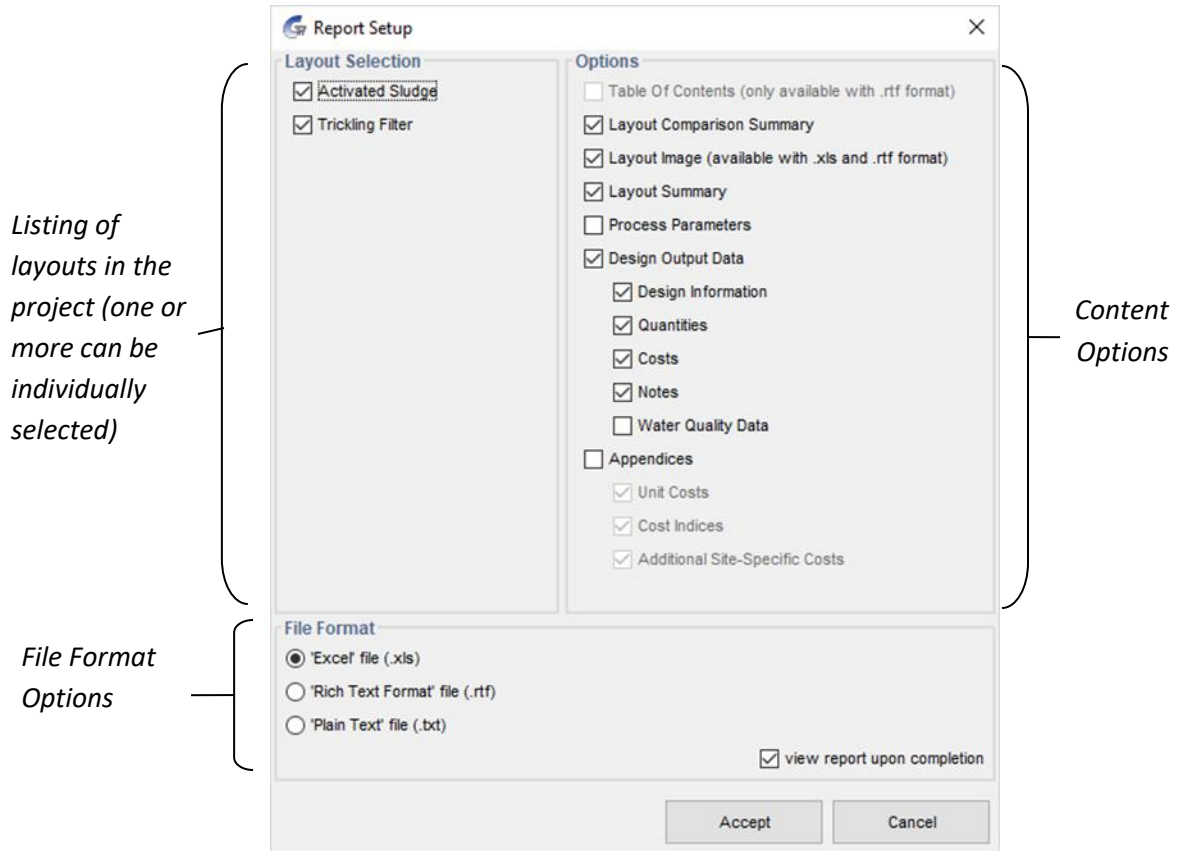 Report Setup
Layout Selection
Activated Sludge
Trickling Filter
Options
Table Of Contents (only available with .rtf format)
Layout Comparison Summary
Layout Image (available with .xls and .rtf format)
Layout Summary
Process Parameters
Design Output Data
Design Information
Quantities
Costs
Notes
Water Quality Data
Appendices
Unit Costs
Cost Indices
Additional Site-Specific Costs
Listing of
layouts in the
project (one or
more can be
individually
selected)
Content
Options
File Format
Options
File Format
'Excel' file (.xls)
'Rich Text Format' file (.rtf)
'Plain Text' file (.txt)
view report upon completion
Accept
Cancel